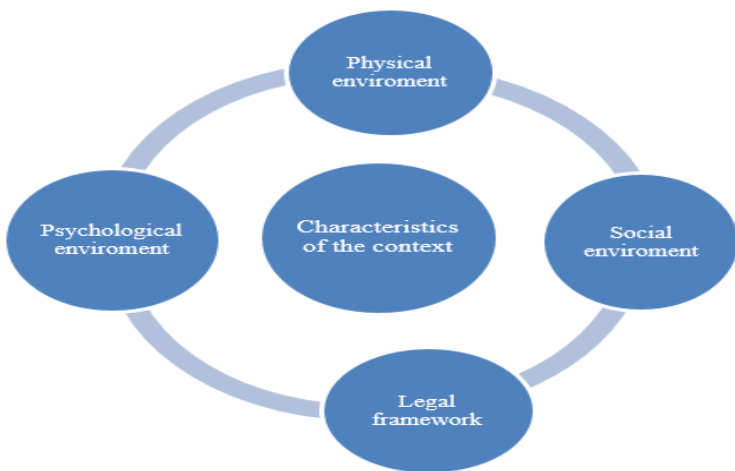 Physical
enviroment
Psychological
enviroment
Characteristics
of the context
Social
enviroment
Legal
framework